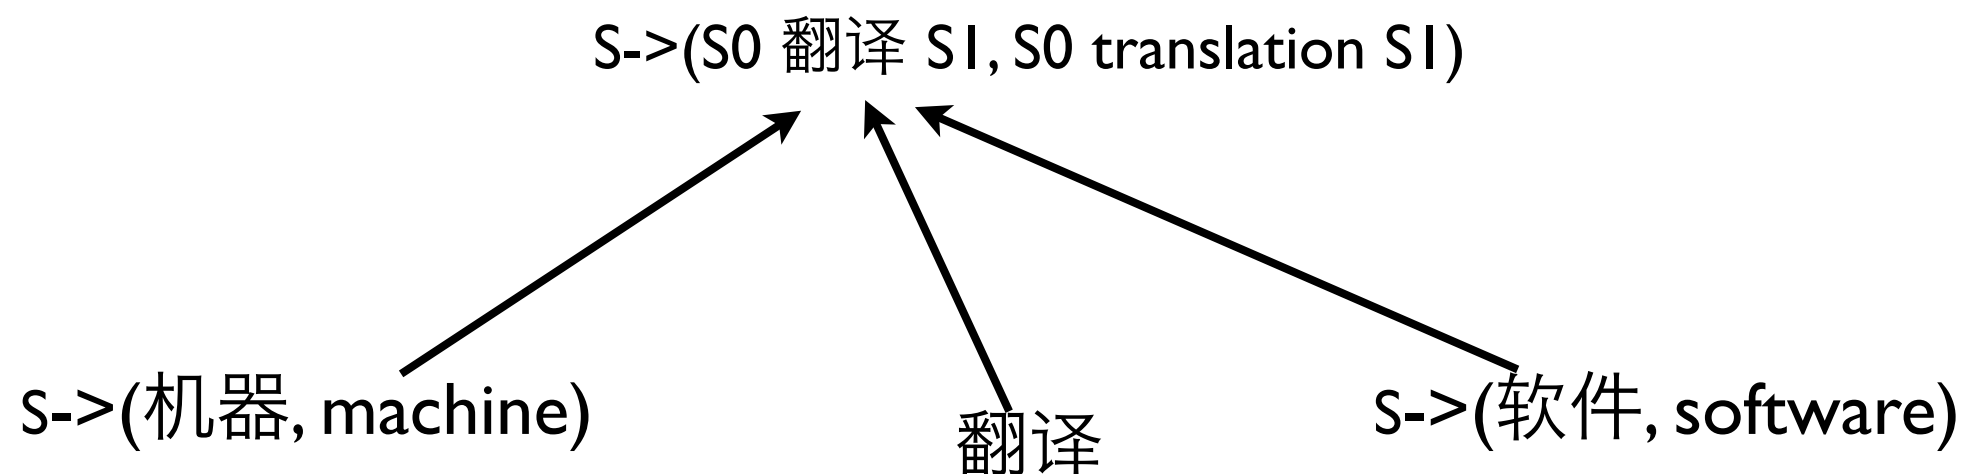 S->(S0 翻译 S1, S0 translation S1)
S->(机器, machine)
翻译
S->(软件, software)